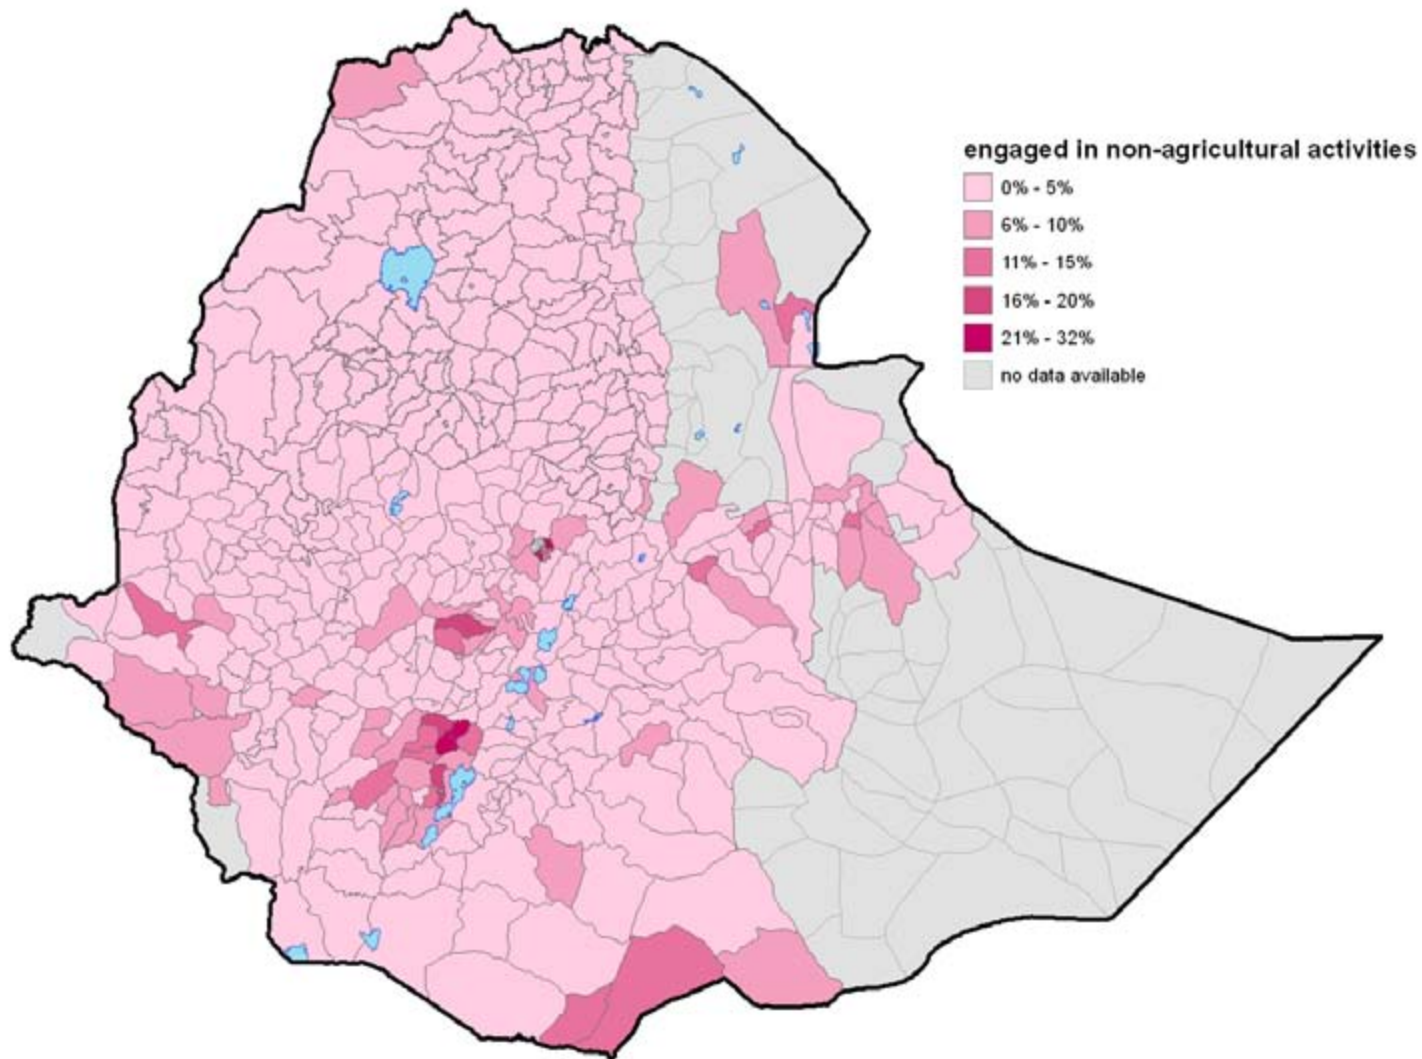 engaged in non-agricultural activities
0% - 5%
6% - 10%
11% - 15%
16% - 20%
21% - 32%
no data available